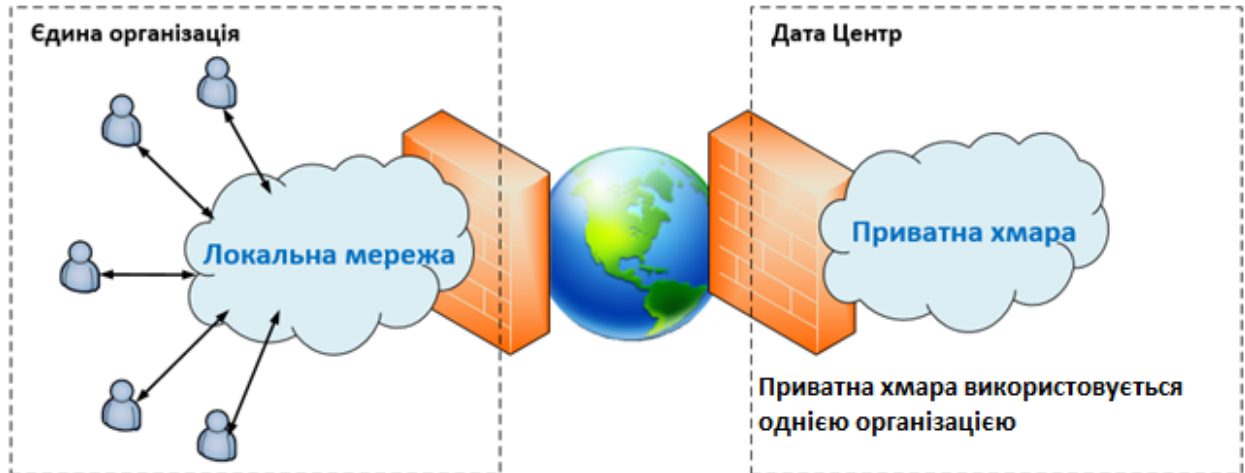 Єдина організація
Дата Центр
Локальна мережа
Приватна хмара
Приватна хмара використовується
однією організацією